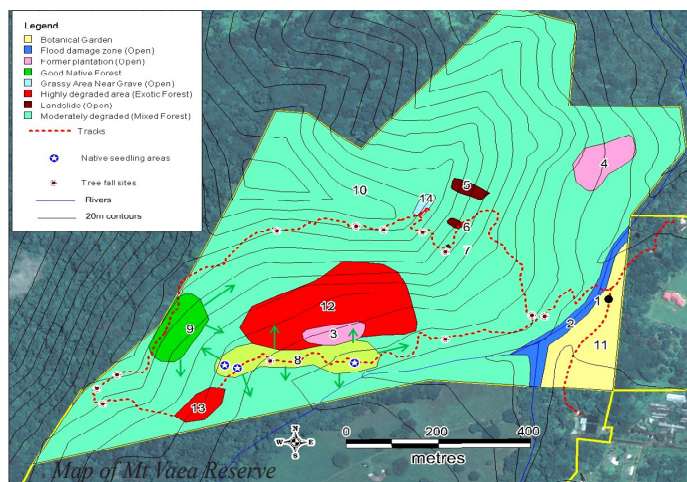 Legend
Botanical Garden
Flood damage zone (Open)
Former plantation (Open)
Good Native Forest
Grassy Area Near Grave (Open)
Highly degraded area (Exotic Forest)
Landslide (Open)
Moderately degraded (Mixed Forest)
Tracks
Native seedling areas
Tree fall sites
Rivers
20m contours
4
5
10
14
6
7
12
9
3
1
2
8
11
13
N
W E
S
0 200 400
metres
Map of Mt Vaea Reserve